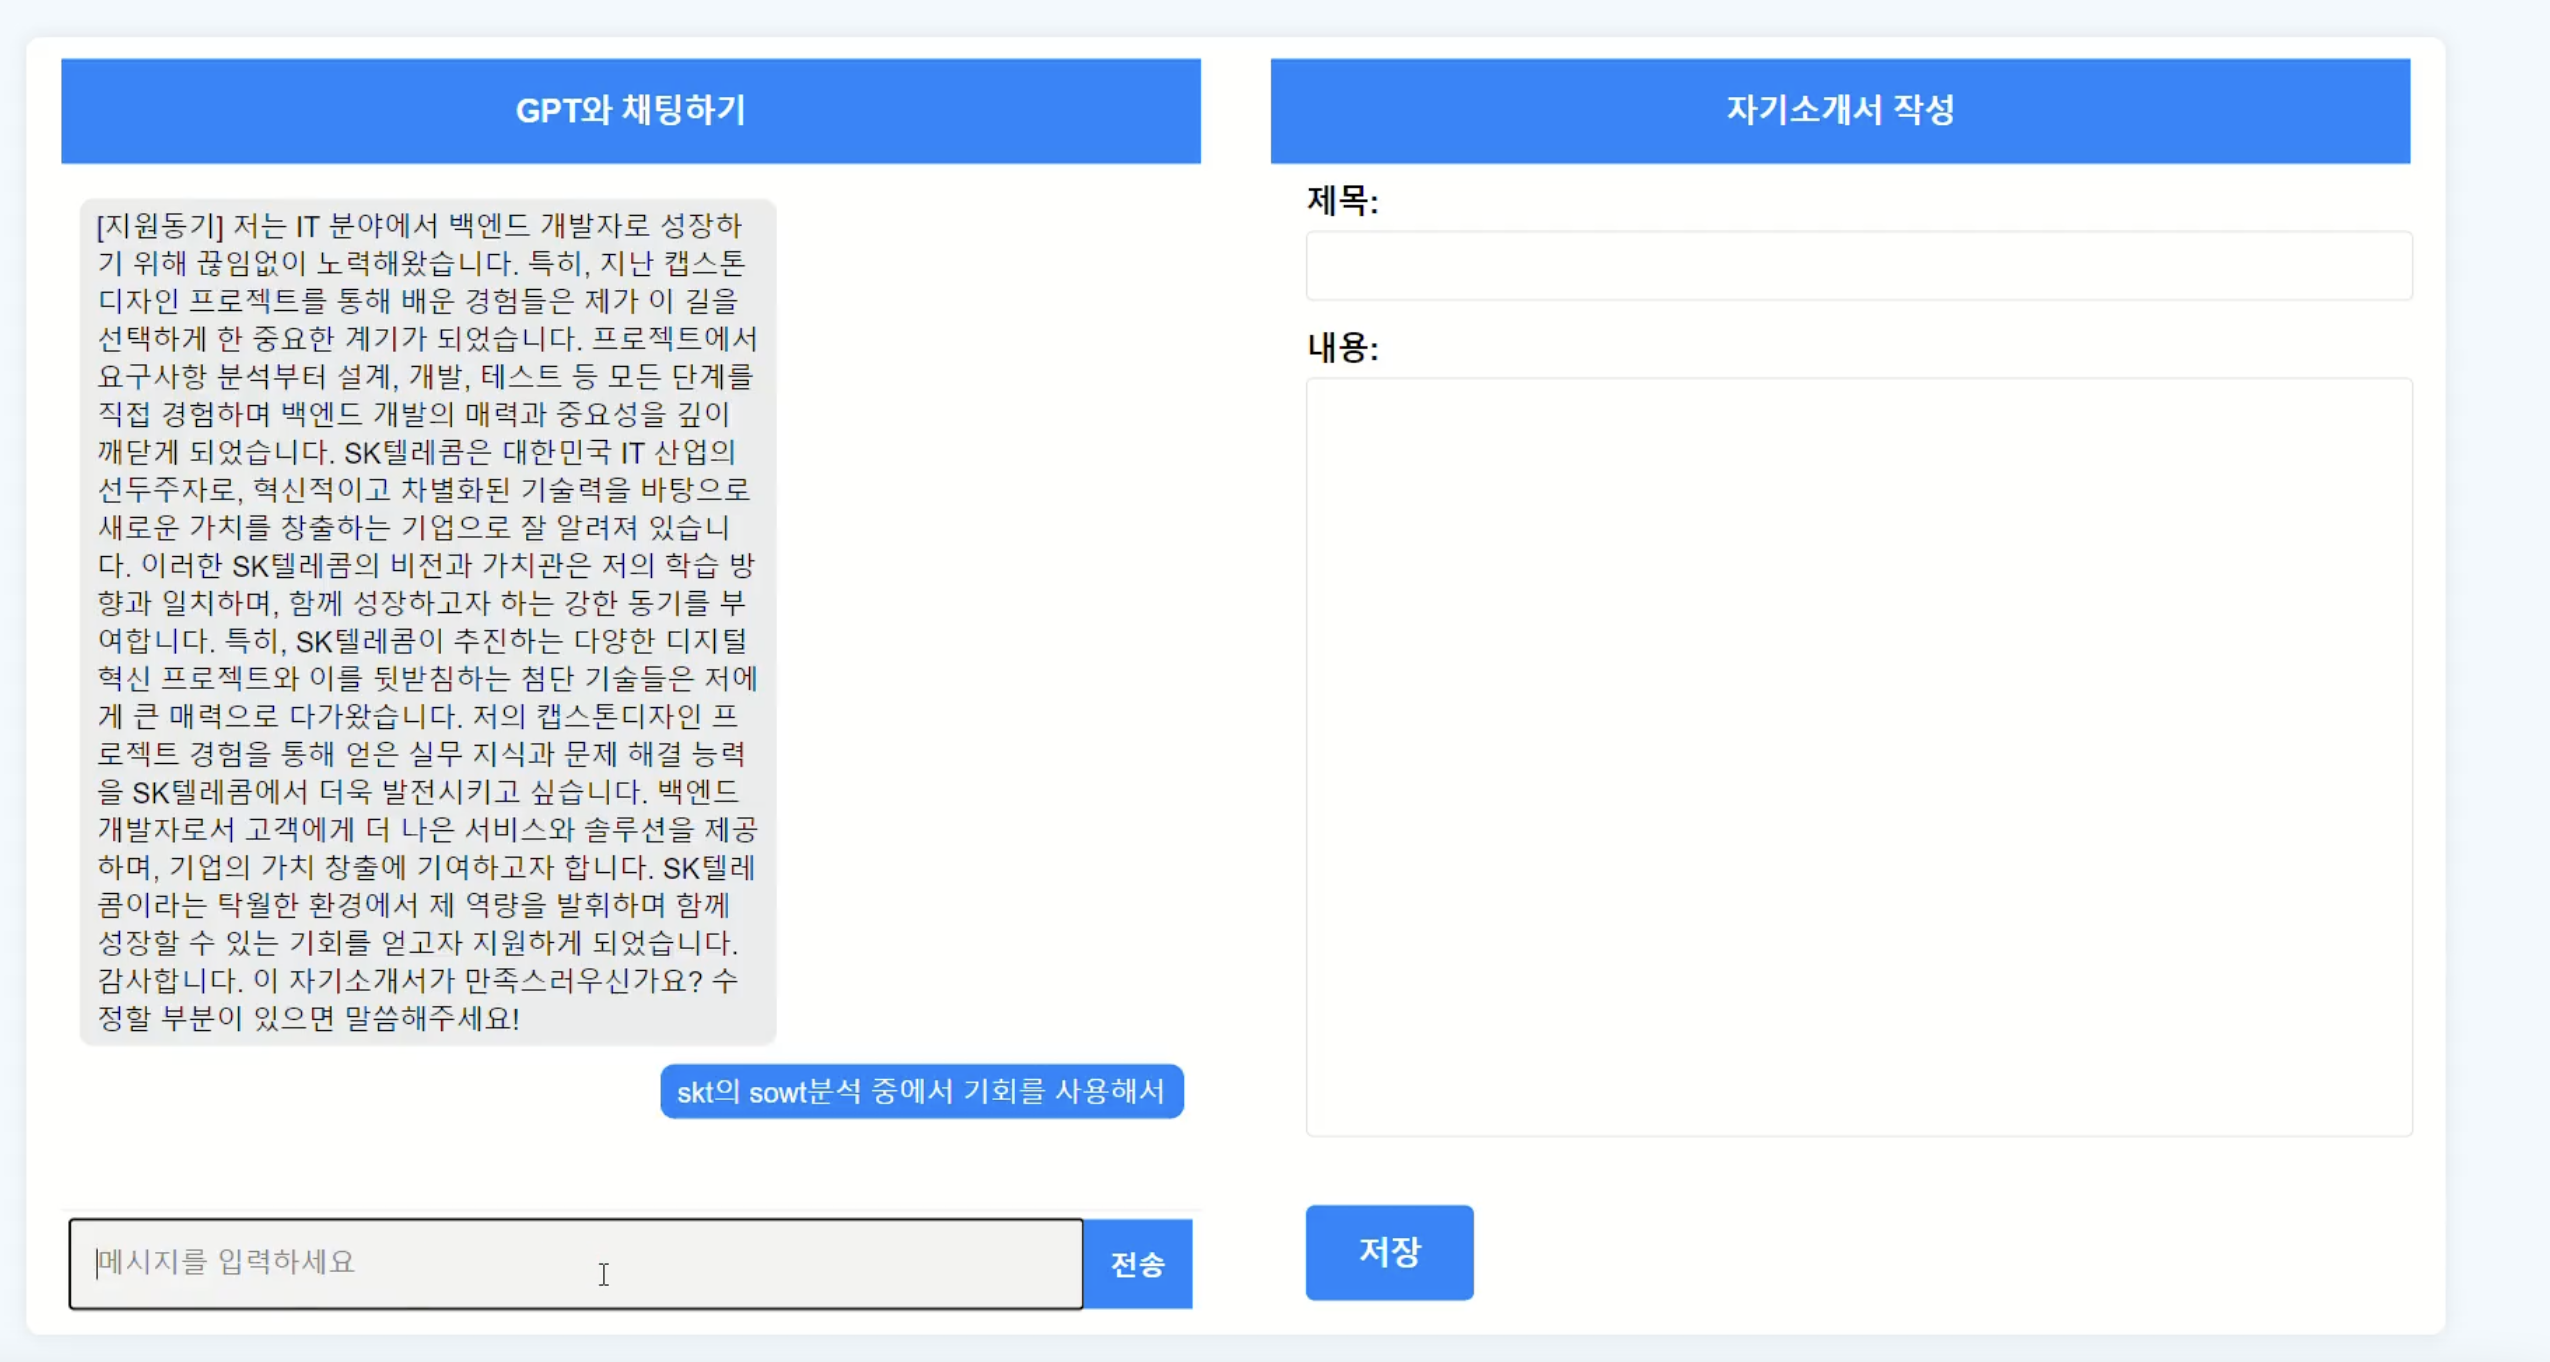 GPT와 채팅하기
[지원동기] 저는 IT 분야에서 백엔드 개발자로 성장하
기 위해 끊임없이 노력해왔습니다. 특히, 지난 캡스톤
디자인 프로젝트를 통해 배운 경험들은 제가 이 길을
선택하게 한 중요한 계기가 되었습니다. 프로젝트에서
요구사항 분석부터 설계, 개발, 테스트 등 모든 단계를
직접 경험하며 백엔드 개발의 매력과 중요성을 깊이
깨닫게 되었습니다. SK텔레콤은 대한민국 IT 산업의
선두주자로, 혁신적이고 차별화된 기술력을 바탕으로
새로운 가치를 창출하는 기업으로 잘 알려져 있습니
다. 이러한 SK텔레콤의 비전과 가치관은 저의 학습 방
향과 일치하며, 함께 성장하고자 하는 강한 동기를 부
여합니다. 특히, SK텔레콤이 추진하는 다양한 디지털
혁신 프로젝트와 이를 뒷받침하는 첨단 기술들은 저에
게 큰 매력으로 다가왔습니다. 저의 캡스톤디자인 프
로젝트 경험을 통해 얻은 실무 지식과 문제 해결 능력
을 SK텔레콤에서 더욱 발전시키고 싶습니다. 백엔드
개발자로서 고객에게 더 나은 서비스와 솔루션을 제공
하며, 기업의 가치 창출에 기여하고자 합니다. SK텔레
콤이라는 탁월한 환경에서 제 역량을 발휘하며 함께
성장할 수 있는 기회를 얻고자 지원하게 되었습니다.
감사합니다. 이 자기소개서가 만족스러우신가요? 수
정할 부분이 있으면 말씀해주세요!
skt의 sowt분석 중에서 기회를 사용해서
메시지를 입력하세요
전송
자기소개서 작성
제목:
내용:
저장